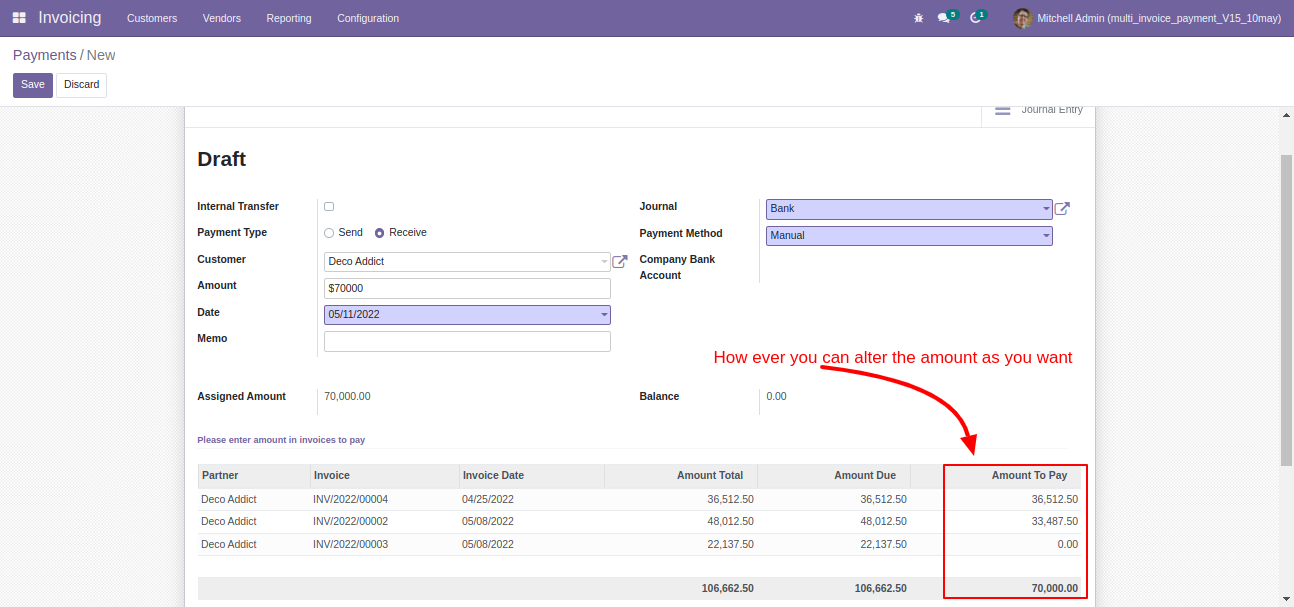 Invoicing Customers Vendors Reporting Configuration 5 1 Mitchell Admin (multi_invoice_payment_V15_10may)
Payments / New
Save Discard
Journal Entry
Draft
Internal Transfer
Payment Type Send Receive
Customer Deco Addict
Amount $70000
Date 05/11/2022
Memo
Journal Bank
Payment Method Manual
Company Bank
Account
How ever you can alter the amount as you want
Assigned Amount 70,000.00 Balance 0.00
Please enter amount in invoices to pay
Partner Invoice Invoice Date Amount Total Amount Due Amount To Pay
Deco Addict INV/2022/00004 04/25/2022 36,512.50 36,512.50 36,512.50
Deco Addict INV/2022/00002 05/08/2022 48,012.50 48,012.50 33,487.50
Deco Addict INV/2022/00003 05/08/2022 22,137.50 22,137.50 0.00
106,662.50 106,662.50 70,000.00